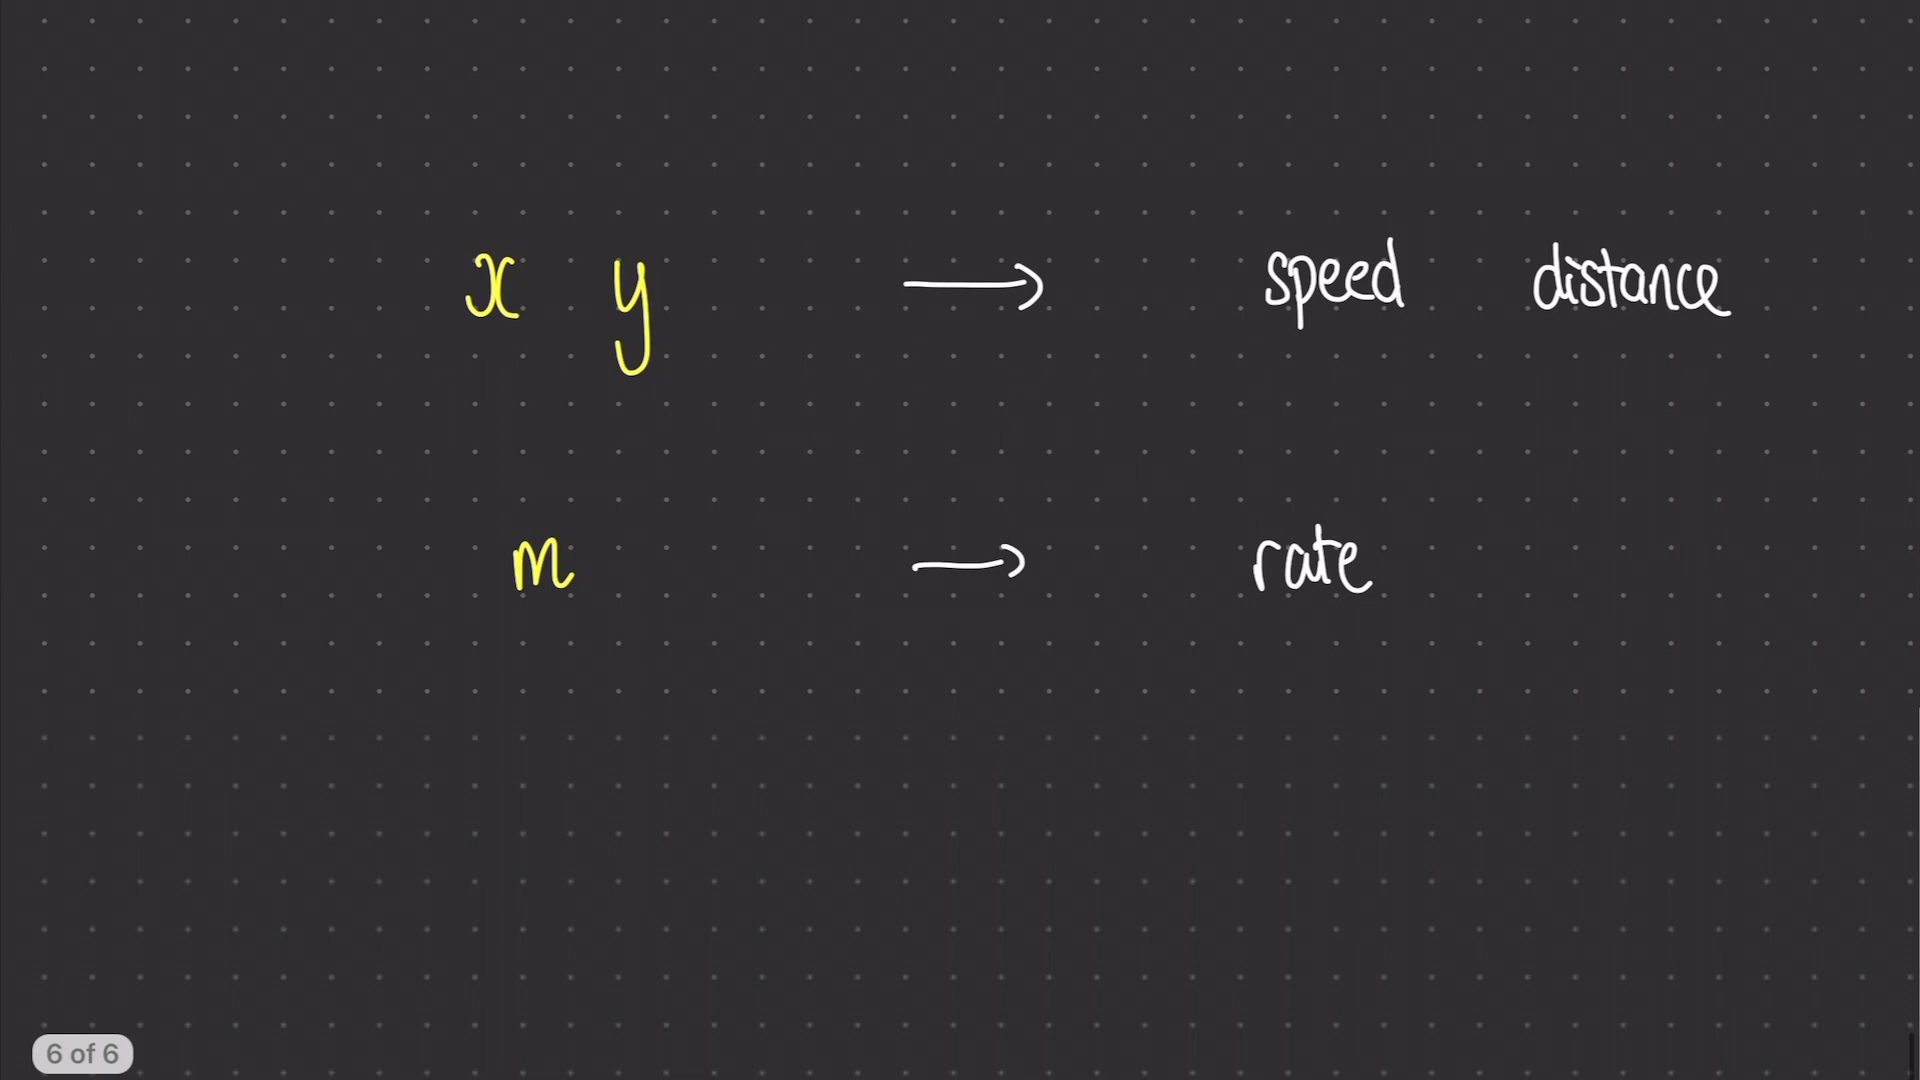 x y → speed distance
m → rate
6 of 6